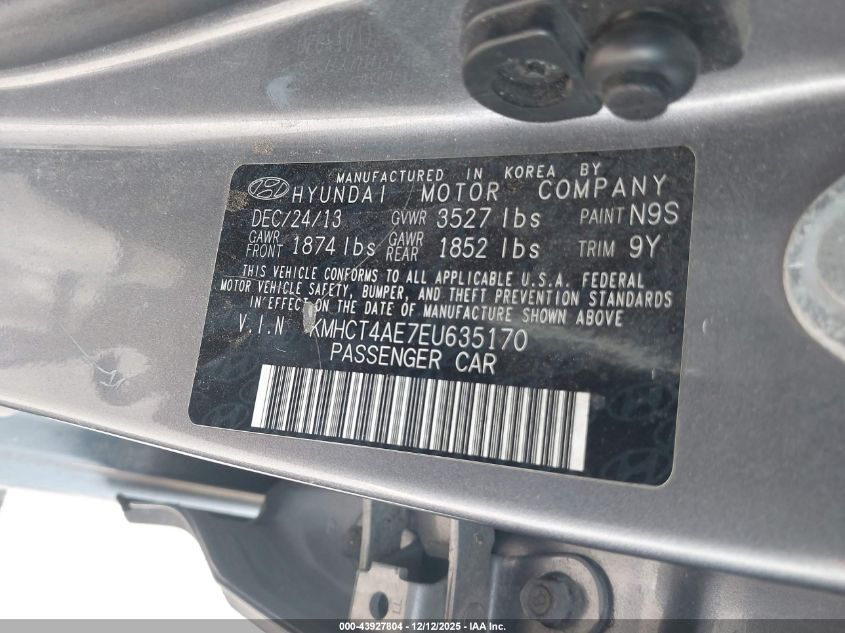 MANUFACTURED IN KOREA BY
HYUNDAI MOTOR COMPANY
DEC/24/13 GVWR 3527 lbs PAINT N9S
GAWR FRONT 1874 lbs GAWR REAR 1852 lbs TRIM 9Y
THIS VEHICLE CONFORMS TO ALL APPLICABLE U.S.A. FEDERAL
MOTOR VEHICLE SAFETY, BUMPER, AND THEFT PREVENTION STANDARDS
IN EFFECT ON THE DATE OF MANUFACTURE SHOWN ABOVE
V.I.N KMHCT4AE7EU635170
PASSENGER CAR
000-43927804 - 12/12/2025 - Copyright IAA, Inc.